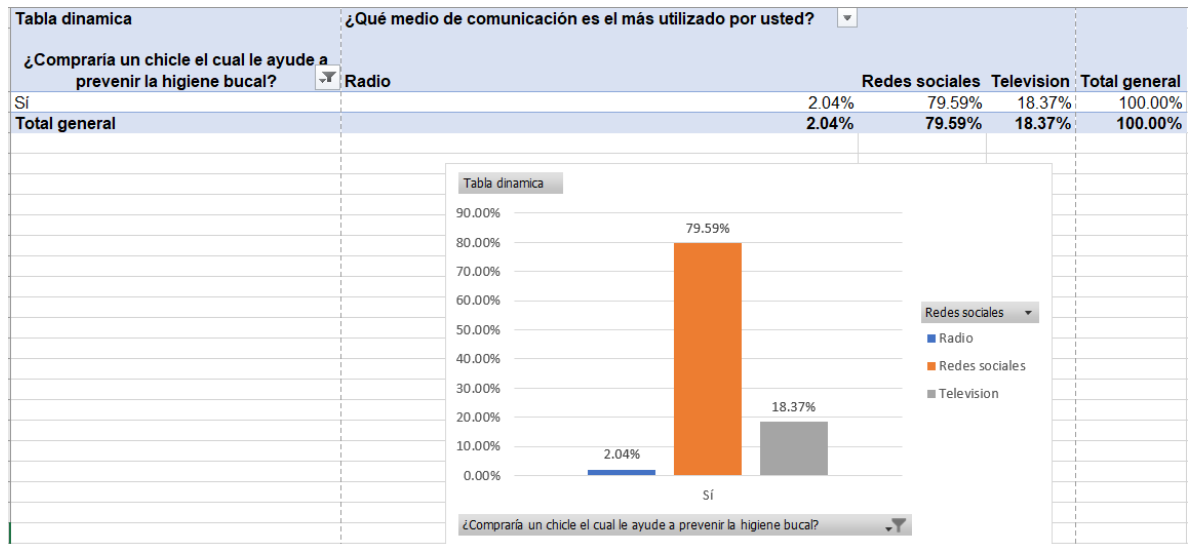 Tabla dinamica ¿Qué medio de comunicación es el más utilizado por usted?
¿Compraría un chicle el cual le ayude a
prevenir la higiene bucal? Radio Redes sociales Television Total general
Sí 2.04% 79.59% 18.37% 100.00%
Total general 2.04% 79.59% 18.37% 100.00%
Tabla dinamica
90.00%
80.00%
70.00%
60.00%
50.00%
40.00%
30.00%
20.00%
10.00%
0.00%
2.04%
79.59%
18.37%
Sí
Redes sociales
Radio
Redes sociales
Television
¿Compraría un chicle el cual le ayude a prevenir la higiene bucal?